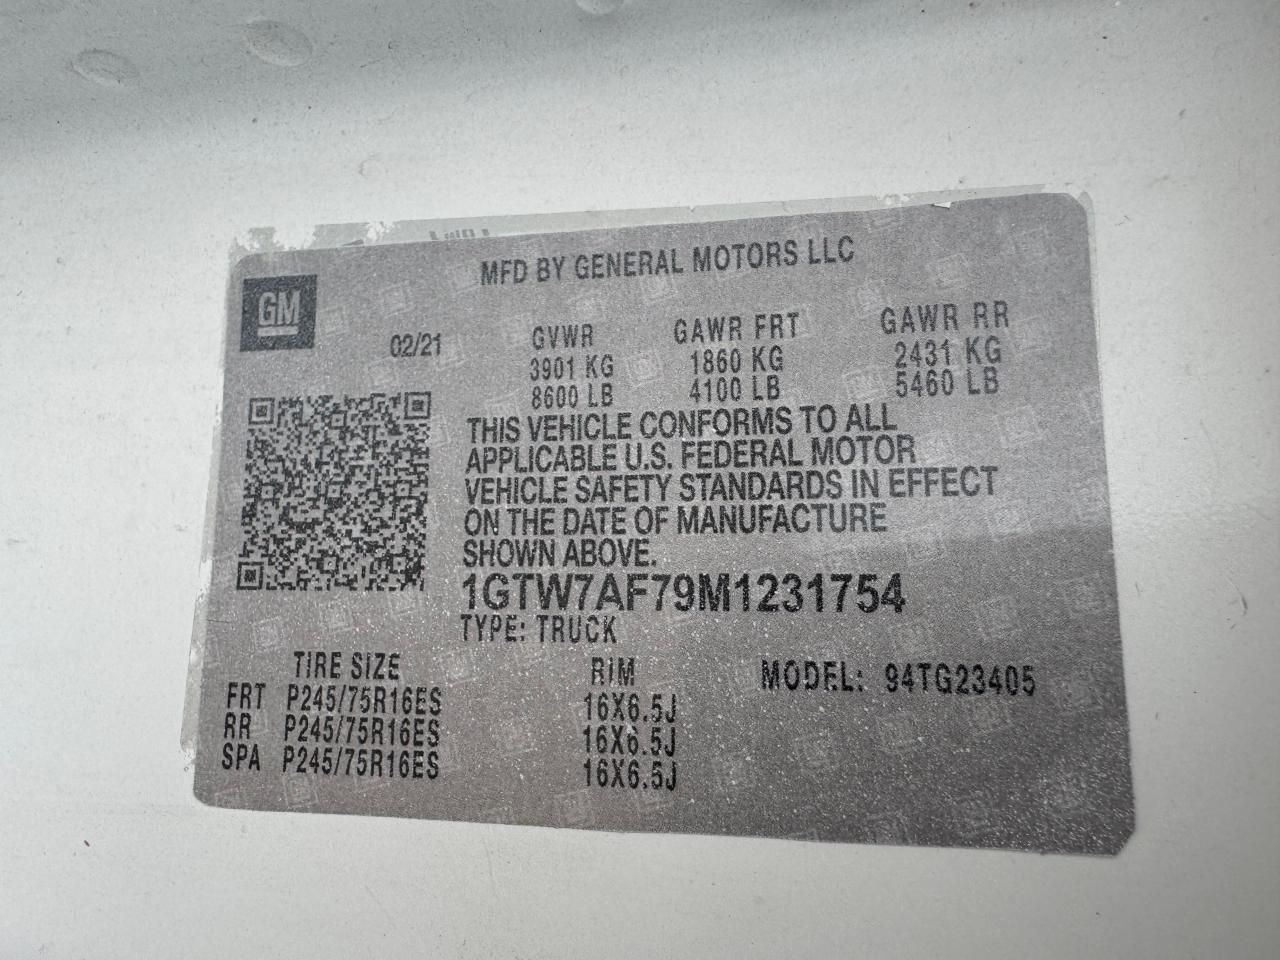 MFD BY GENERAL MOTORS LLC
GM
02/21
GVWR GAWR FRT GAWR RR
3901 KG 1860 KG 2431 KG
8600 LB 4100 LB 5460 LB
THIS VEHICLE CONFORMS TO ALL
APPLICABLE U.S. FEDERAL MOTOR
VEHICLE SAFETY STANDARDS IN EFFECT
ON THE DATE OF MANUFACTURE
SHOWN ABOVE.
1GTW7AF79M1231754
TYPE: TRUCK
TIRE SIZE RIM MODEL: 94TG23405
FRT P245/75R16ES 16X6.5J
RR P245/75R16ES 16X6.5J
SPA P245/75R16ES 16X6.5J